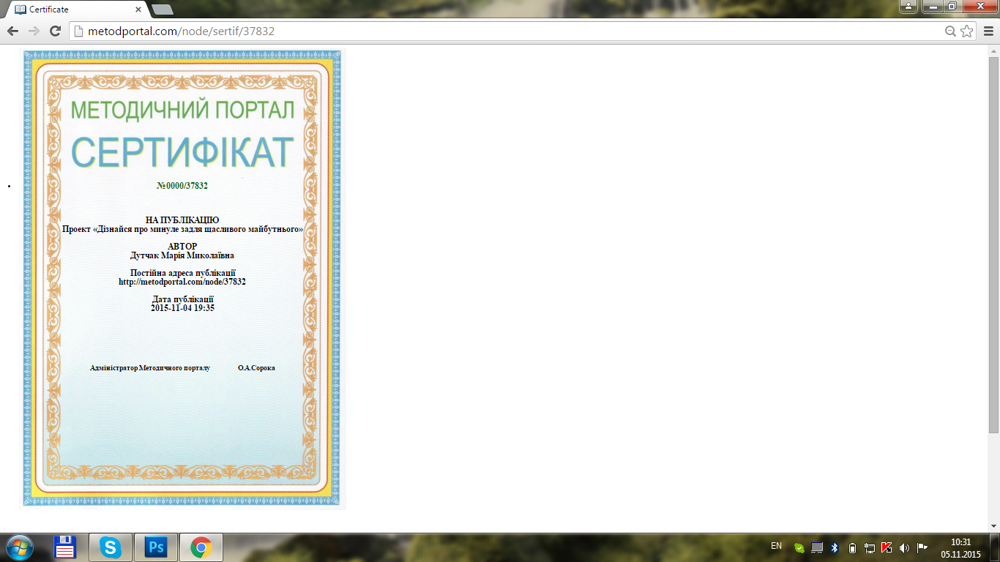 Certificate
metodportal.com/node/sertif/37832
МЕТОДИЧНИЙ ПОРТАЛ
СЕРТИФІКАТ
№0000/37832
НА ПУБЛІКАЦІЮ
Проект «Дізнайся про минуле задля щасливого майбутнього»
АВТОР
Дутчак Марія Миколаївна
Постійна адреса публікації
http://metodportal.com/node/37832
Дата публікації
2015-11-04 19:35
Адміністратор Методичного порталу О.А.Сорока
S
Ps
EN
10:31
05.11.2015